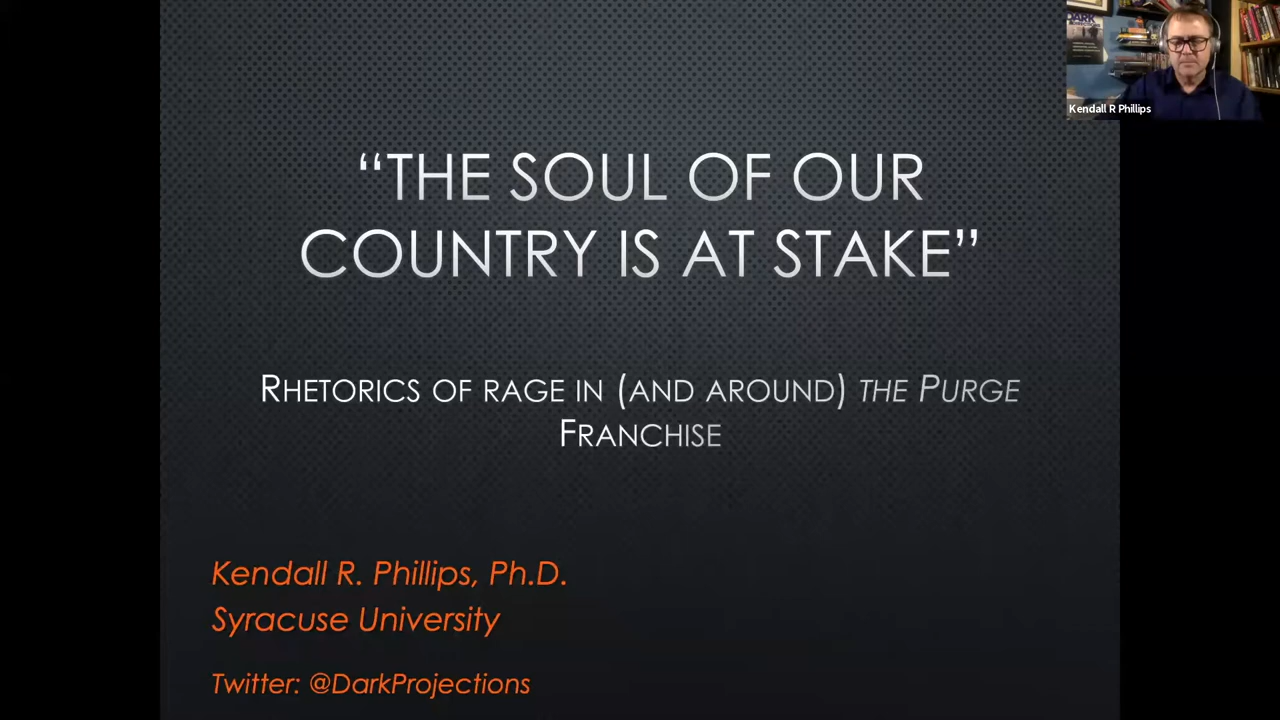 “THE SOUL OF OUR
COUNTRY IS AT STAKE”
RHETORICS OF RAGE IN (AND AROUND) THE PURGE
FRANCHISE
Kendall R. Phillips, Ph.D.
Syracuse University
Twitter: @DarkProjections
DARK
Kendall R Phillips